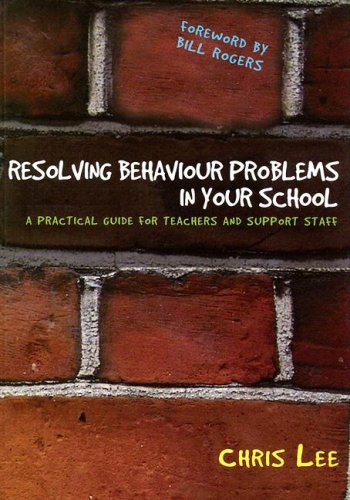 FOREWORD BY
BILL ROGERS
RESOLVING BEHAVIOUR PROBLEMS
IN YOUR SCHOOL
A PRACTICAL GUIDE FOR TEACHERS AND SUPPORT STAFF
CHRIS LEE